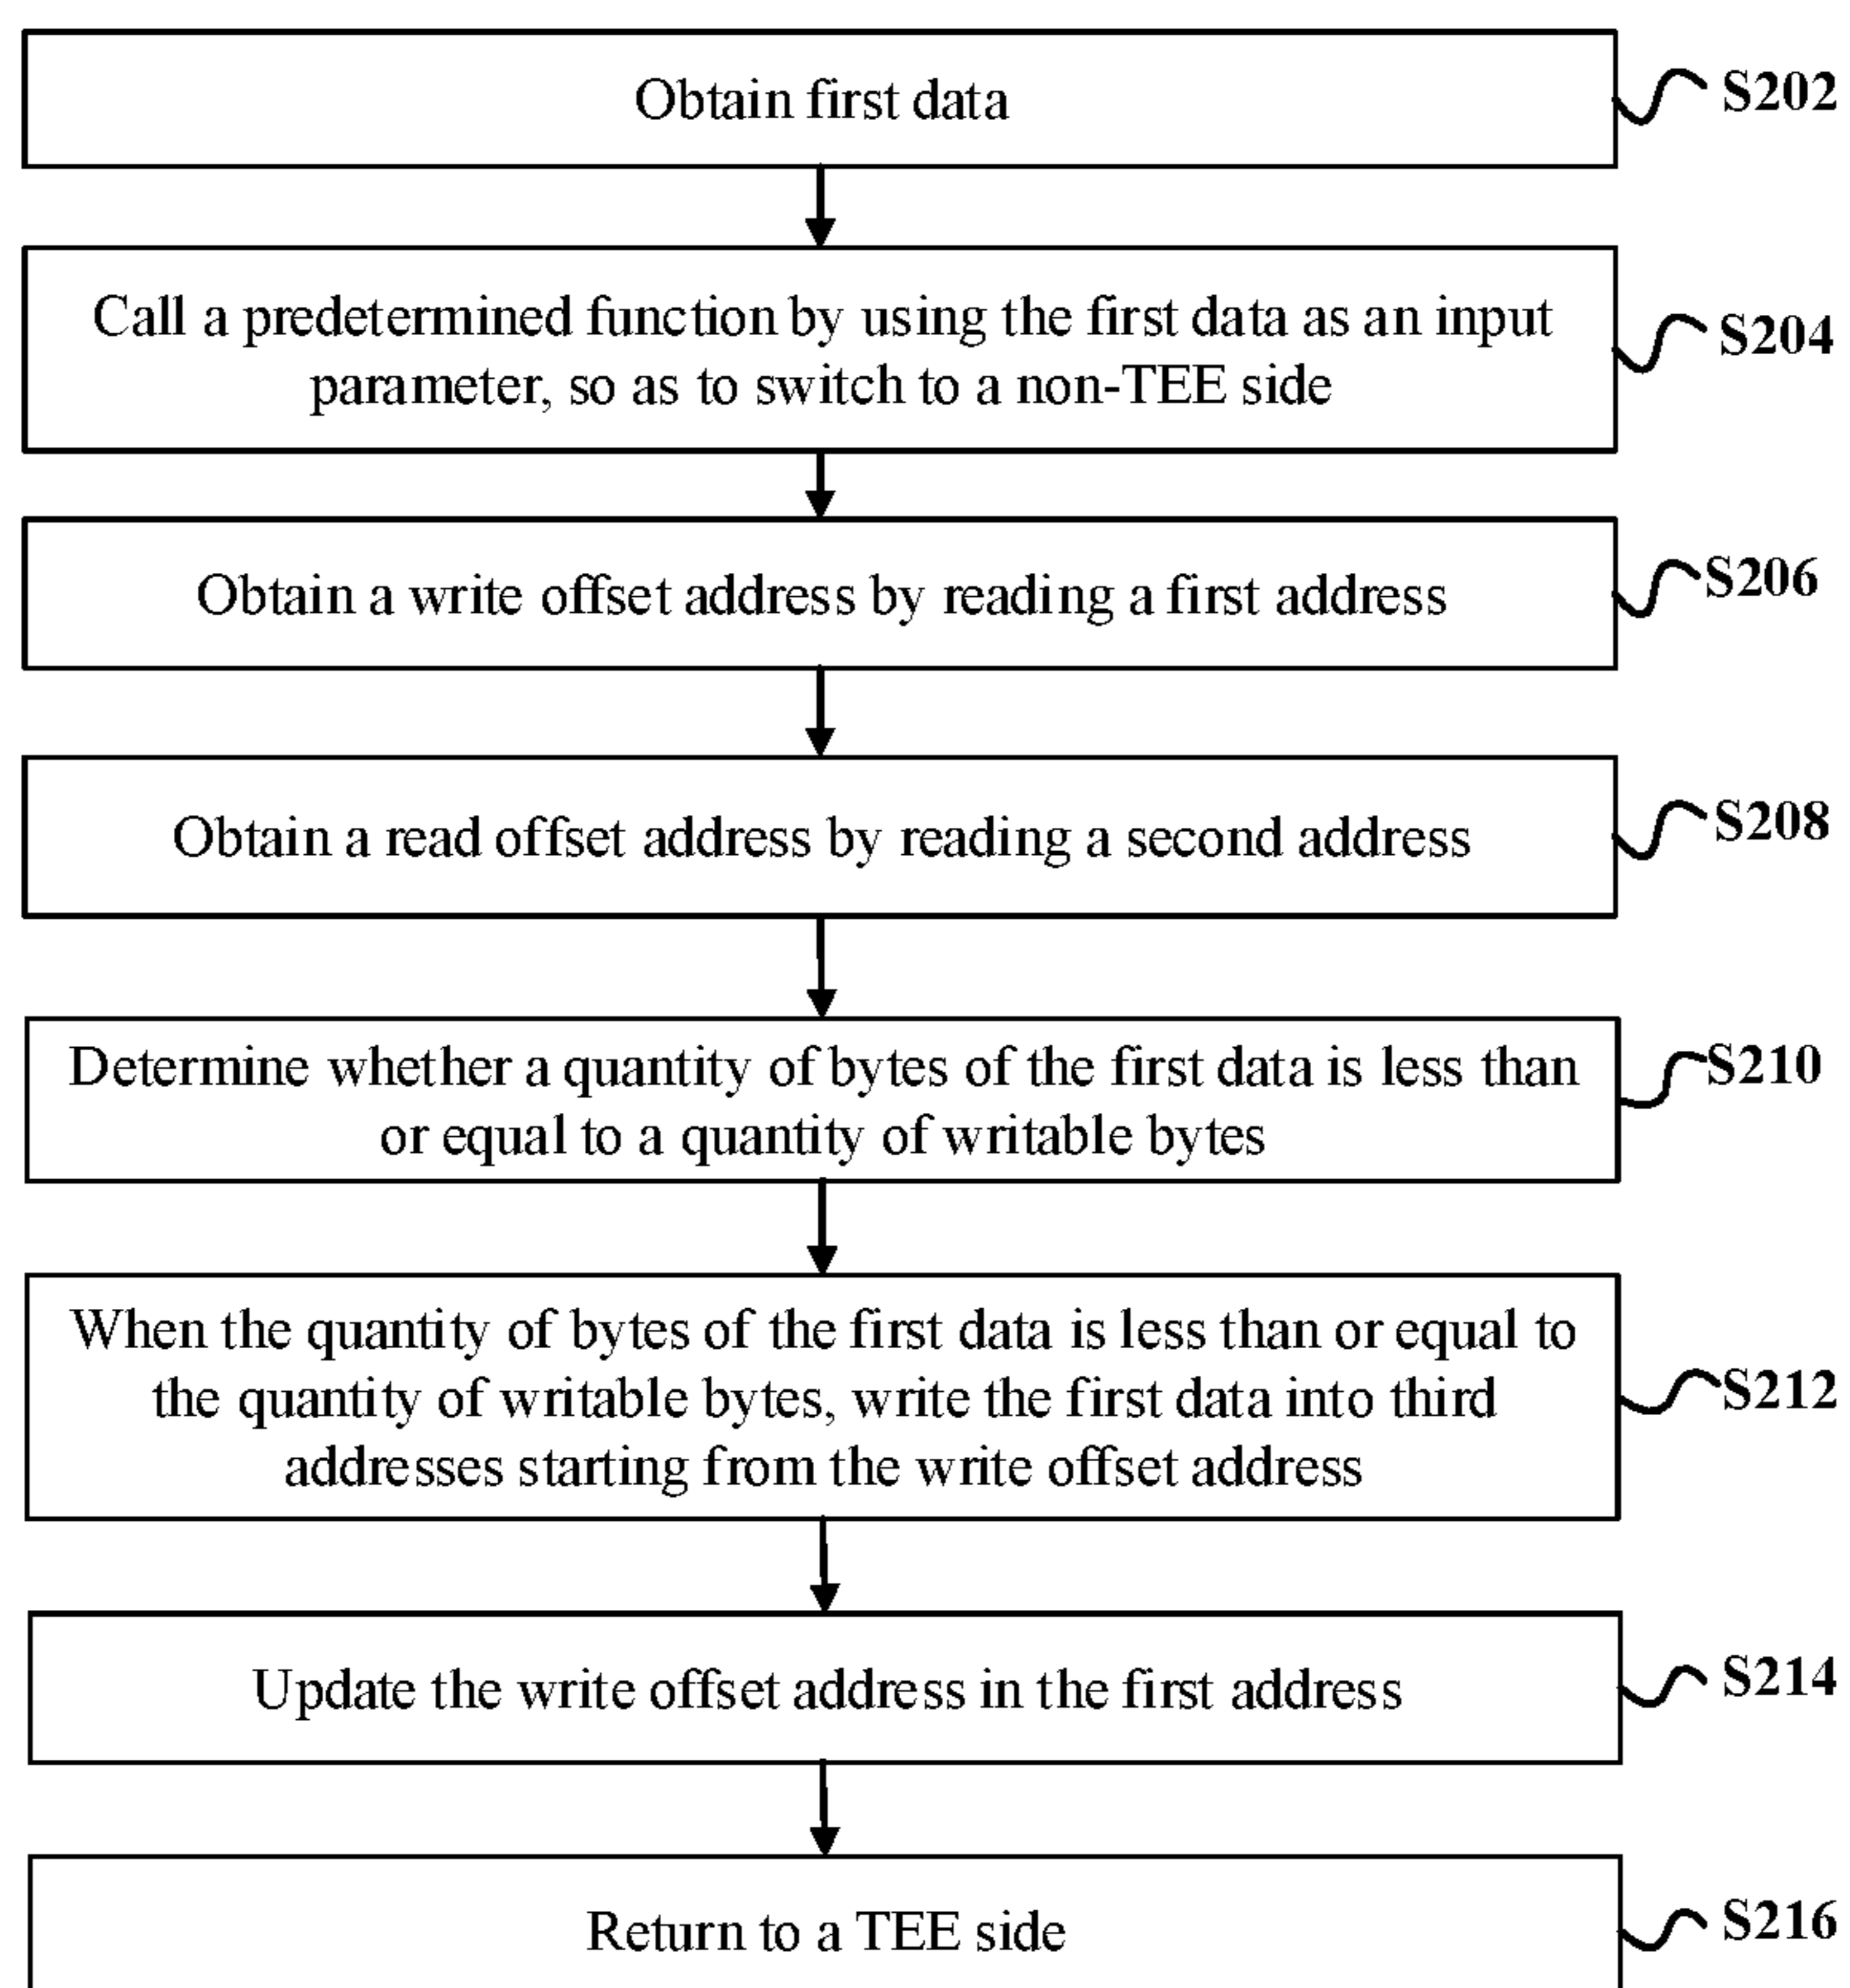 Obtain first data
S202
Call a predetermined function by using the first data as an input
parameter, so as to switch to a non-TEE side
S204
Obtain a write offset address by reading a first address
S206
Obtain a read offset address by reading a second address
S208
Determine whether a quantity of bytes of the first data is less than
or equal to a quantity of writable bytes
S210
When the quantity of bytes of the first data is less than or equal to
the quantity of writable bytes, write the first data into third
addresses starting from the write offset address
S212
Update the write offset address in the first address
S214
Return to a TEE side
S216